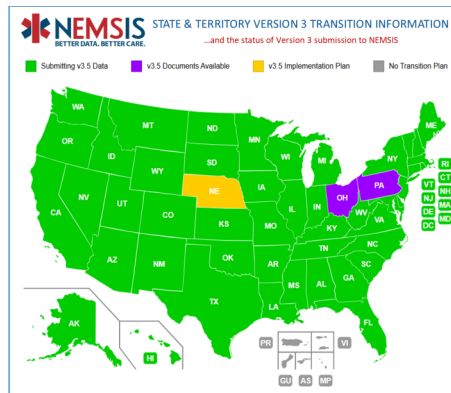 NEMSIS
BETTER DATA. BETTER CARE.
STATE & TERRITORY VERSION 3 TRANSITION INFORMATION
...and the status of Version 3 submission to NEMSIS
Submitting v3.5 Data
v3.5 Documents Available
v3.5 Implementation Plan
No Transition Plan
WA
MT
ND
MN
ME
OR
ID
SD
WI
MI
NY
WY
RI
CT
NE
IA
OH
PA
VT
NH
NV
UT
CO
IL
IN
WV
NJ
MA
CA
KS
MO
KY
VA
DE
MD
DC
TN
NC
AZ
NM
OK
AR
SC
MS
AL
GA
TX
LA
FL
AK
HI
PR
VI
GU
AS
MP